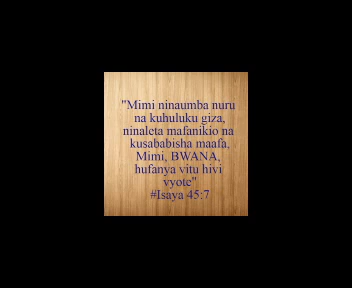 "Mimi ninaumba nuru
na kuhuluku giza,
ninaleta mafanikio na
kusababisha maafa,
Mimi, BWANA,
hufanya vitu hivi
vyote"
#Isaya 45:7